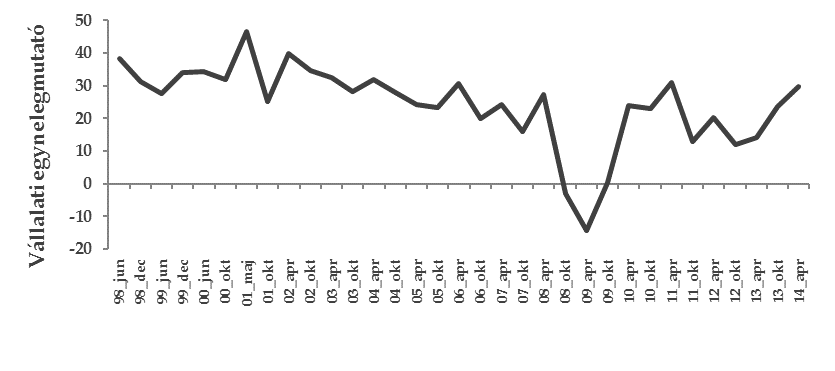 Vállalati egynelegmutató
50
40
30
20
10
0
-10
-20
98_jun
98_dec
99_jun
99_dec
00_jun
00_okt
01_maj
01_okt
02_apr
02_okt
03_apr
03_okt
04_apr
04_okt
05_apr
05_okt
06_apr
06_okt
07_apr
07_okt
08_apr
08_okt
09_apr
09_okt
10_apr
10_okt
11_apr
11_okt
12_apr
12_okt
13_apr
13_okt
14_apr